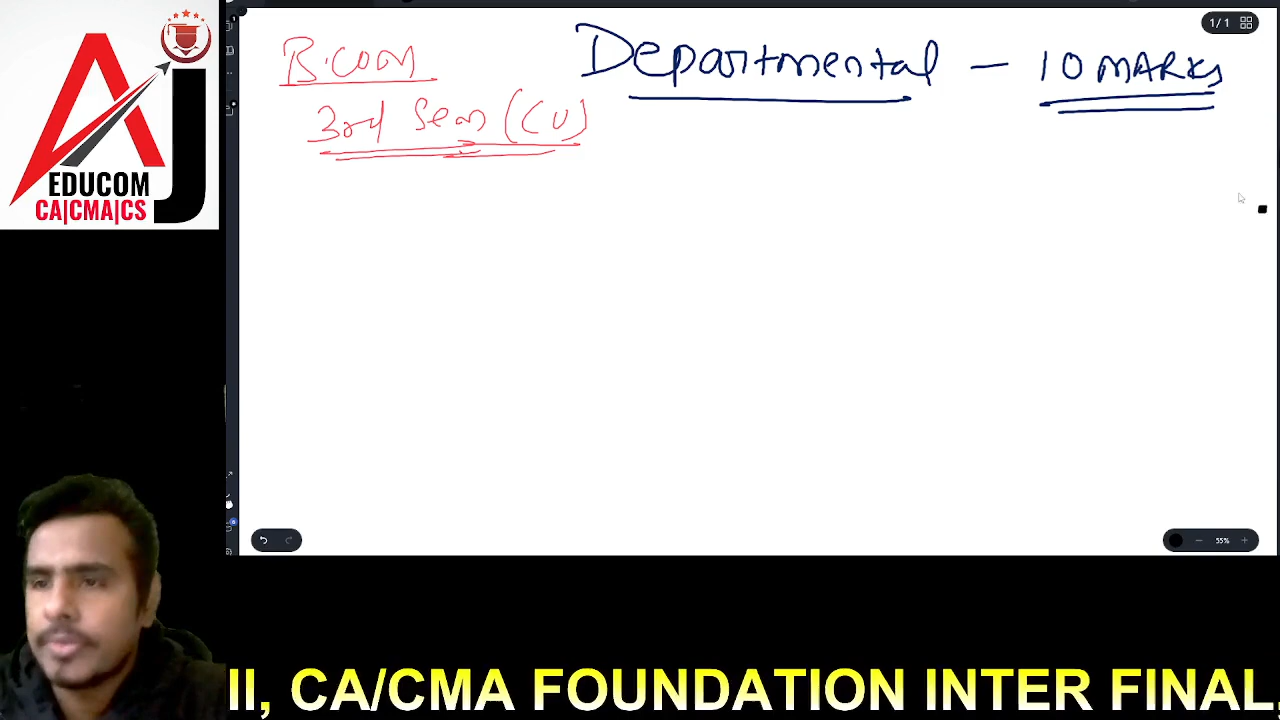 AJ
EDUCOM
CA|CMA|CS
B.com
3rd Sem (CU)
Departmental - 10 MARKS
1/1
55%
II, CA/CMA FOUNDATION INTER FINAL,